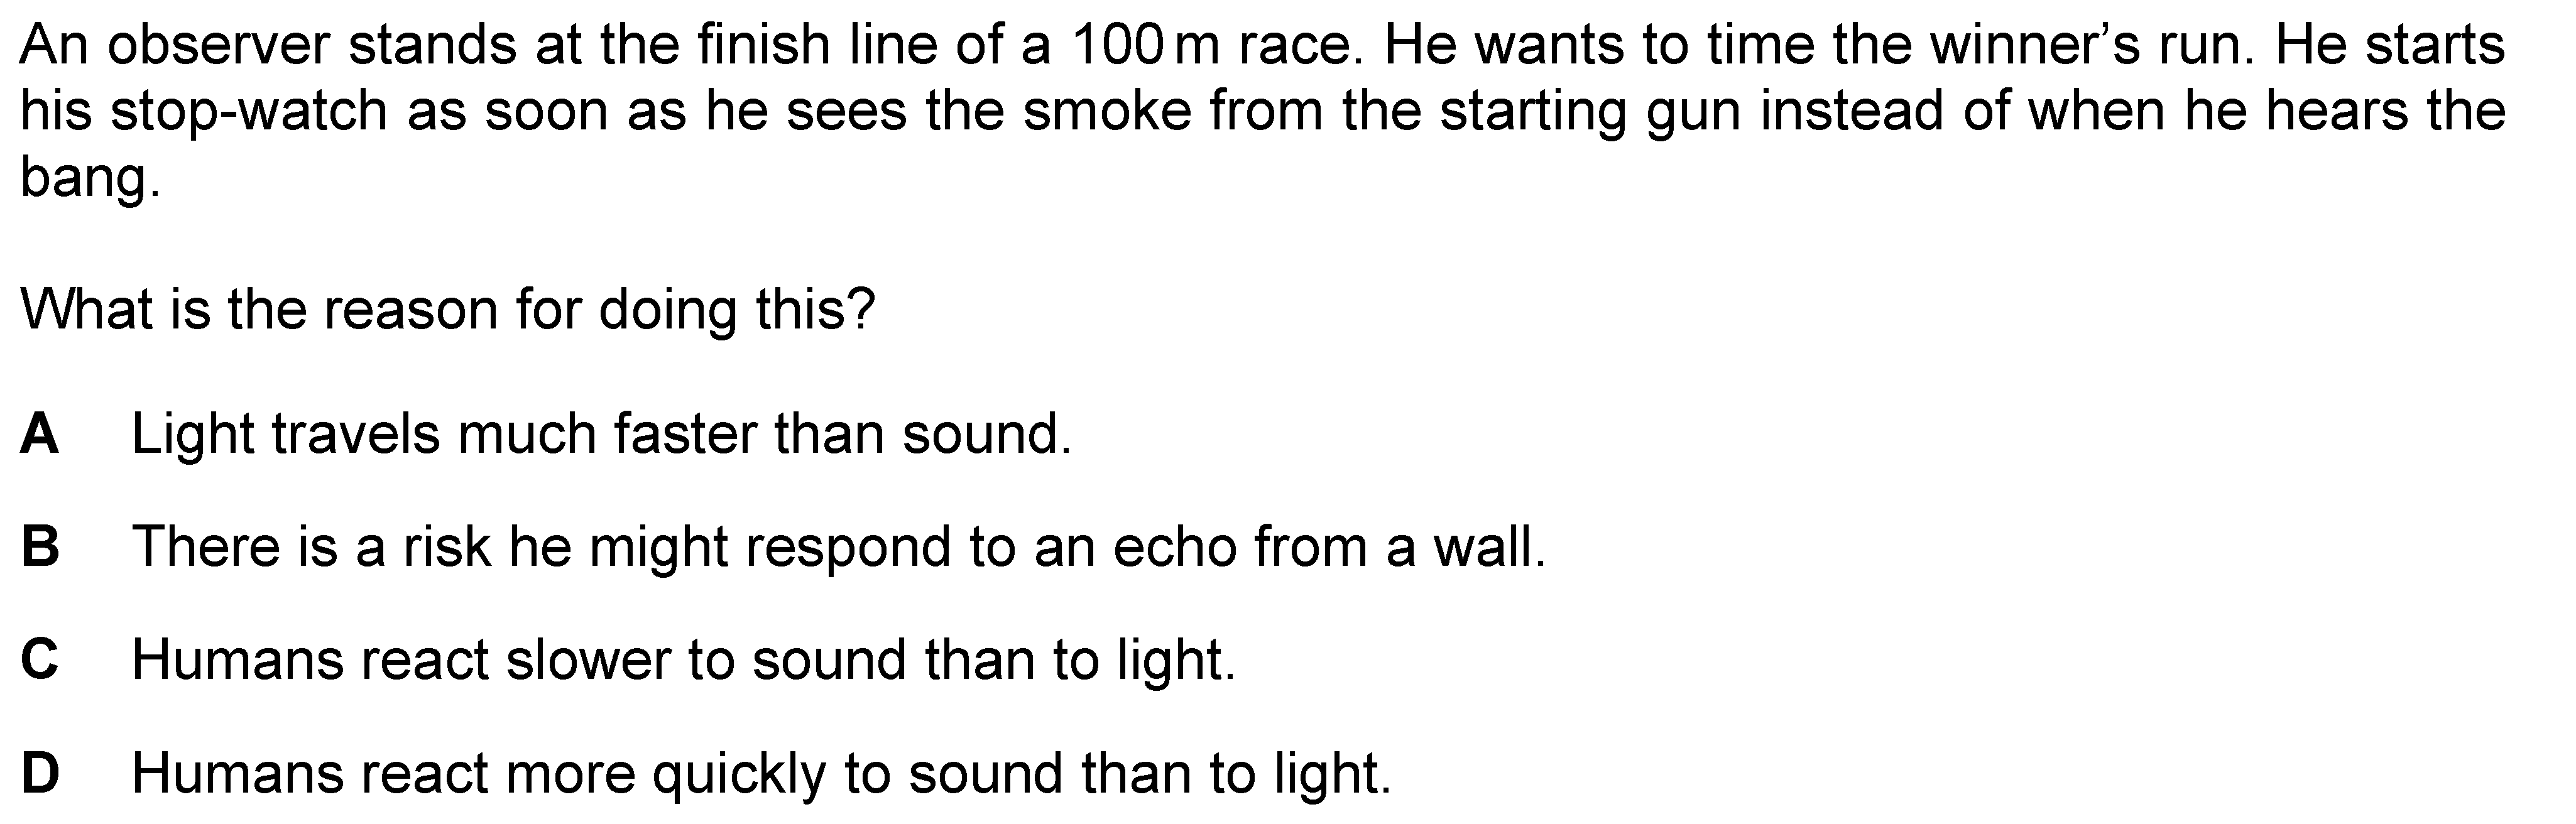 An observer stands at the finish line of a 100 m race. He wants to time the winner’s run. He starts
his stop-watch as soon as he sees the smoke from the starting gun instead of when he hears the
bang.
What is the reason for doing this?
A Light travels much faster than sound.
B There is a risk he might respond to an echo from a wall.
C Humans react slower to sound than to light.
D Humans react more quickly to sound than to light.